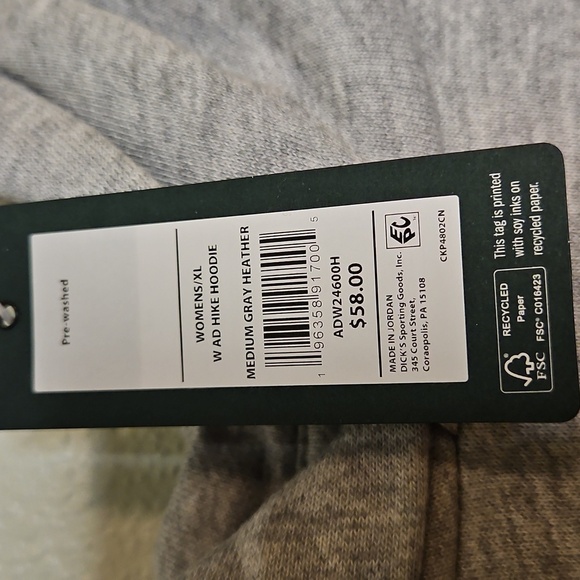 Pre-washed
WOMENS/XL
W AD HIKE HOODIE
MEDIUM GRAY HEATHER
1 96358 91700 5
ADW24600H
$58.00
MADE IN JORDAN
DICK'S Sporting Goods, Inc.
345 Court Street,
Coraopolis, PA 15108
EPC
CKP4802CN
This tag is printed
with soy inks on
recycled paper.
RECYCLED
Paper
FSC® C016423
FSC